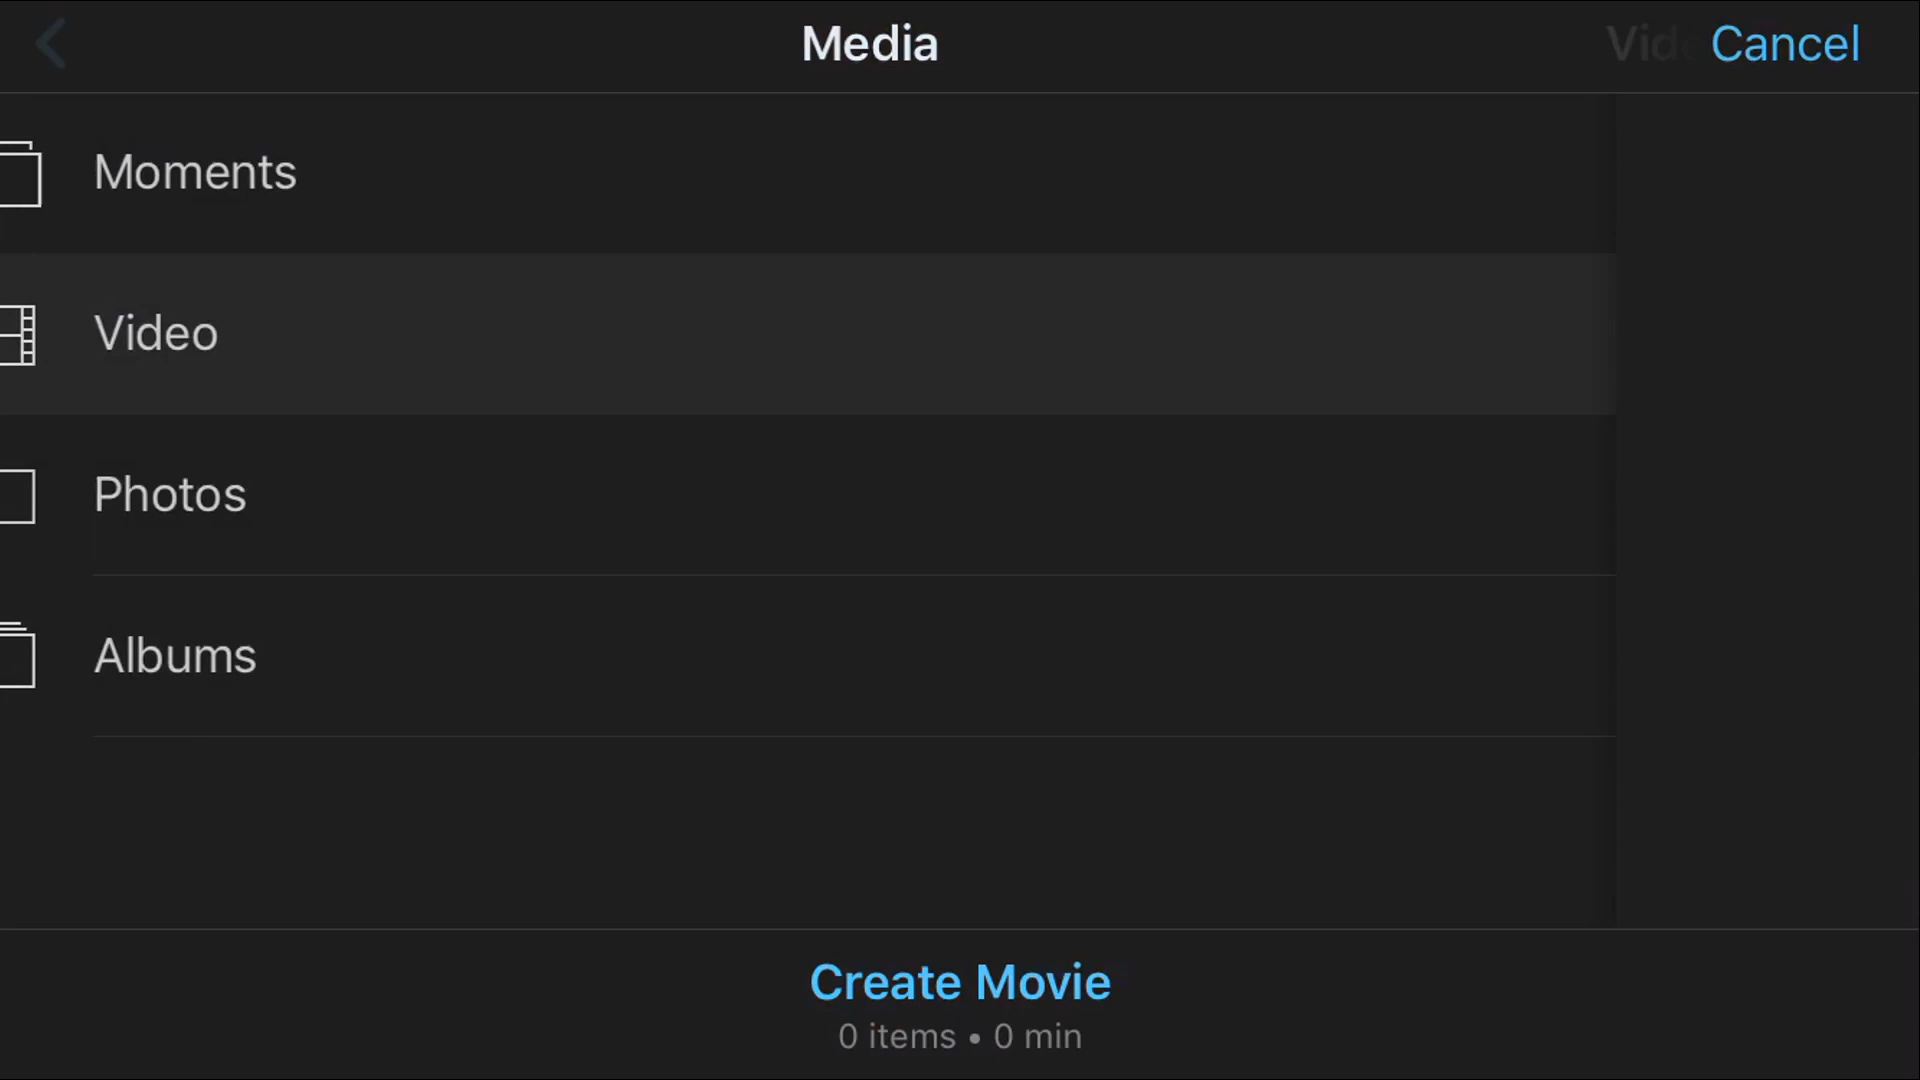 Media
Cancel
Moments
Video
Photos
Albums
Create Movie
0 items • 0 min